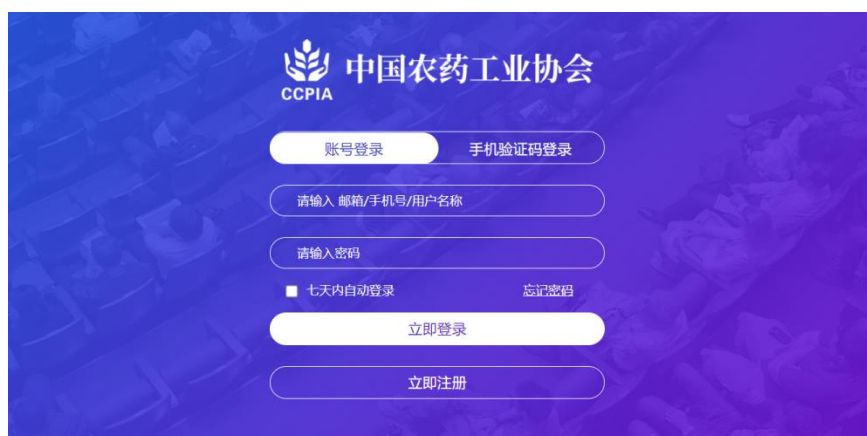 中国农药工业协会
CCPIA
账号登录 手机验证码登录
请输入 邮箱/手机号/用户名称
请输入密码
七天内自动登录 忘记密码
立即登录
立即注册